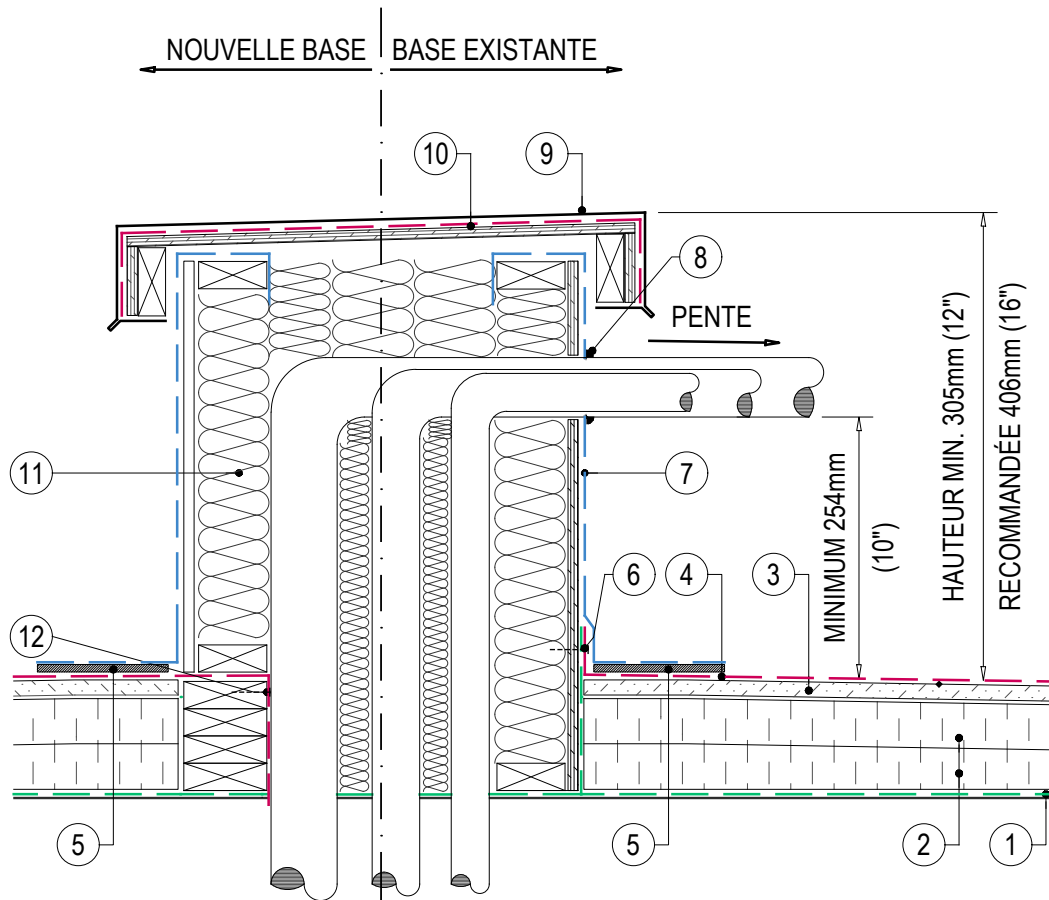 NOUVELLE BASE
BASE EXISTANTE
10
9
8
PENTE
11
7
MINIMUM 254mm
(10")
HAUTEUR MIN. 305mm (12")
RECOMMANDÉE 406mm (16")
12
6
4
3
5
5
2
1